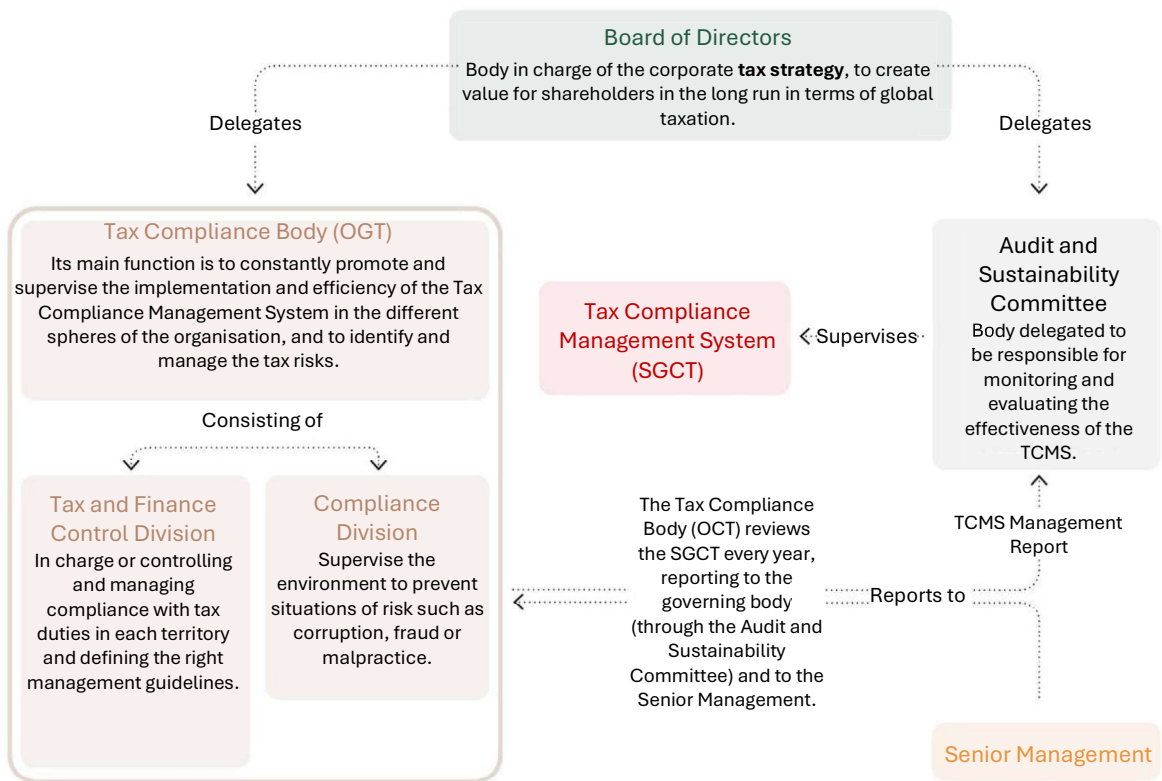 Board of Directors
Body in charge of the corporate tax strategy, to create
value for shareholders in the long run in terms of global
taxation.
Delegates
Delegates
Tax Compliance Body (OGT)
Its main function is to constantly promote and
supervise the implementation and efficiency of the Tax
Compliance Management System in the different
spheres of the organisation, and to identify and
manage the tax risks.
Tax Compliance
Management System
(SGCT)
Supervises
Audit and
Sustainability
Committee
Body delegated to
be responsible for
monitoring and
evaluating the
effectiveness of the
TCMS.
Consisting of
Tax and Finance
Control Division
In charge or controlling
and managing
compliance with tax
duties in each territory
and defining the right
management guidelines.
Compliance
Division
Supervise the
environment to prevent
situations of risk such as
corruption, fraud or
malpractice.
The Tax Compliance
Body (OCT) reviews
the SGCT every year,
reporting to the
governing body
(through the Audit and
Sustainability
Committee) and to the
Senior Management.
Reports to
TCMS Management
Report
Senior Management